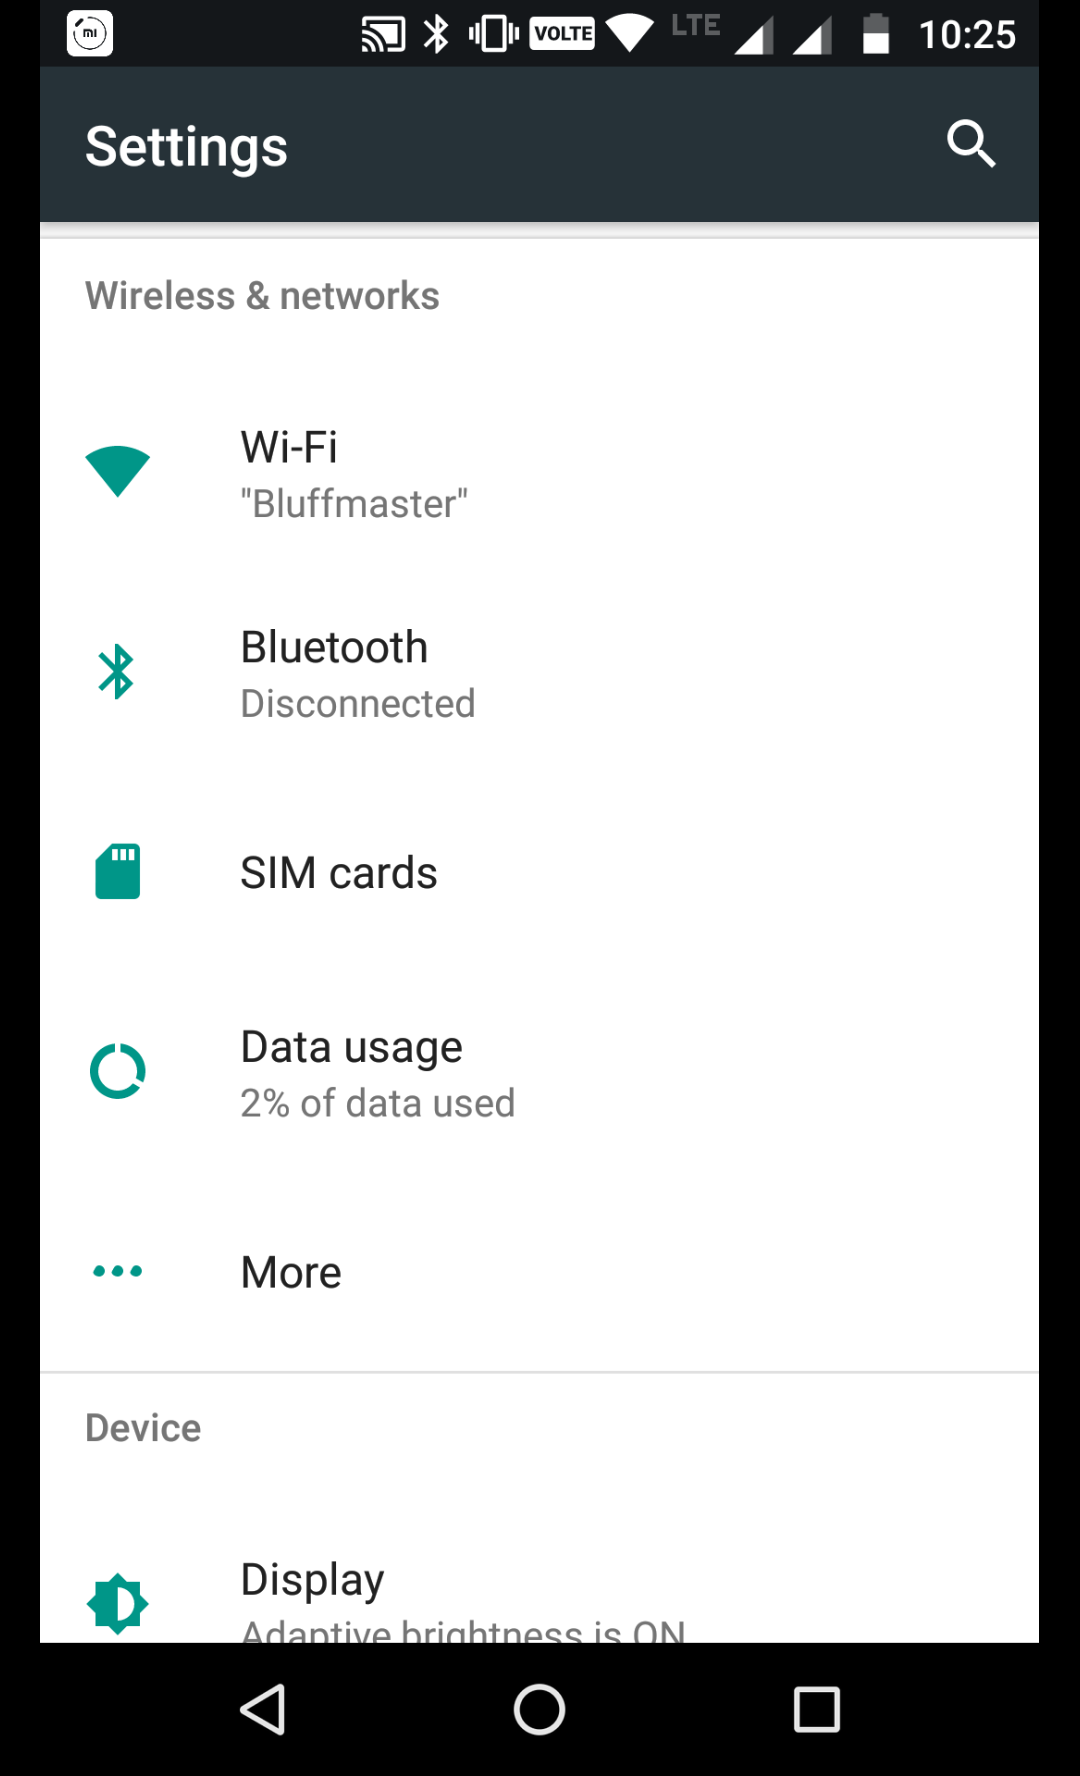 mi VOLTE LTE 10:25
Settings
Wireless & networks
Wi-Fi
"Bluffmaster"
Bluetooth
Disconnected
SIM cards
Data usage
2% of data used
More
Device
Display
Adaptive brightness is ON